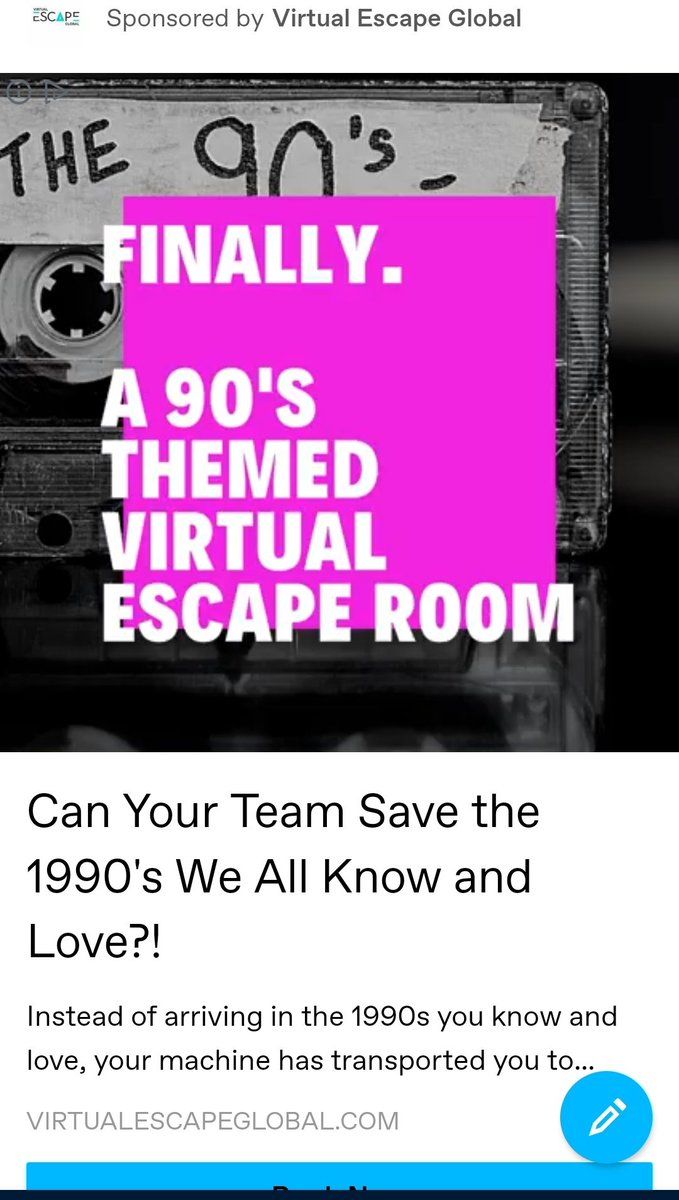 VIRTUAL
ESCAPE
GLOBAL
Sponsored by Virtual Escape Global
THE 90's
FINALLY.
A 90'S
THEMED
VIRTUAL
ESCAPE ROOM
Can Your Team Save the
1990's We All Know and
Love?!
Instead of arriving in the 1990s you know and
love, your machine has transported you to...
VIRTUALESCAPEGLOBAL.COM